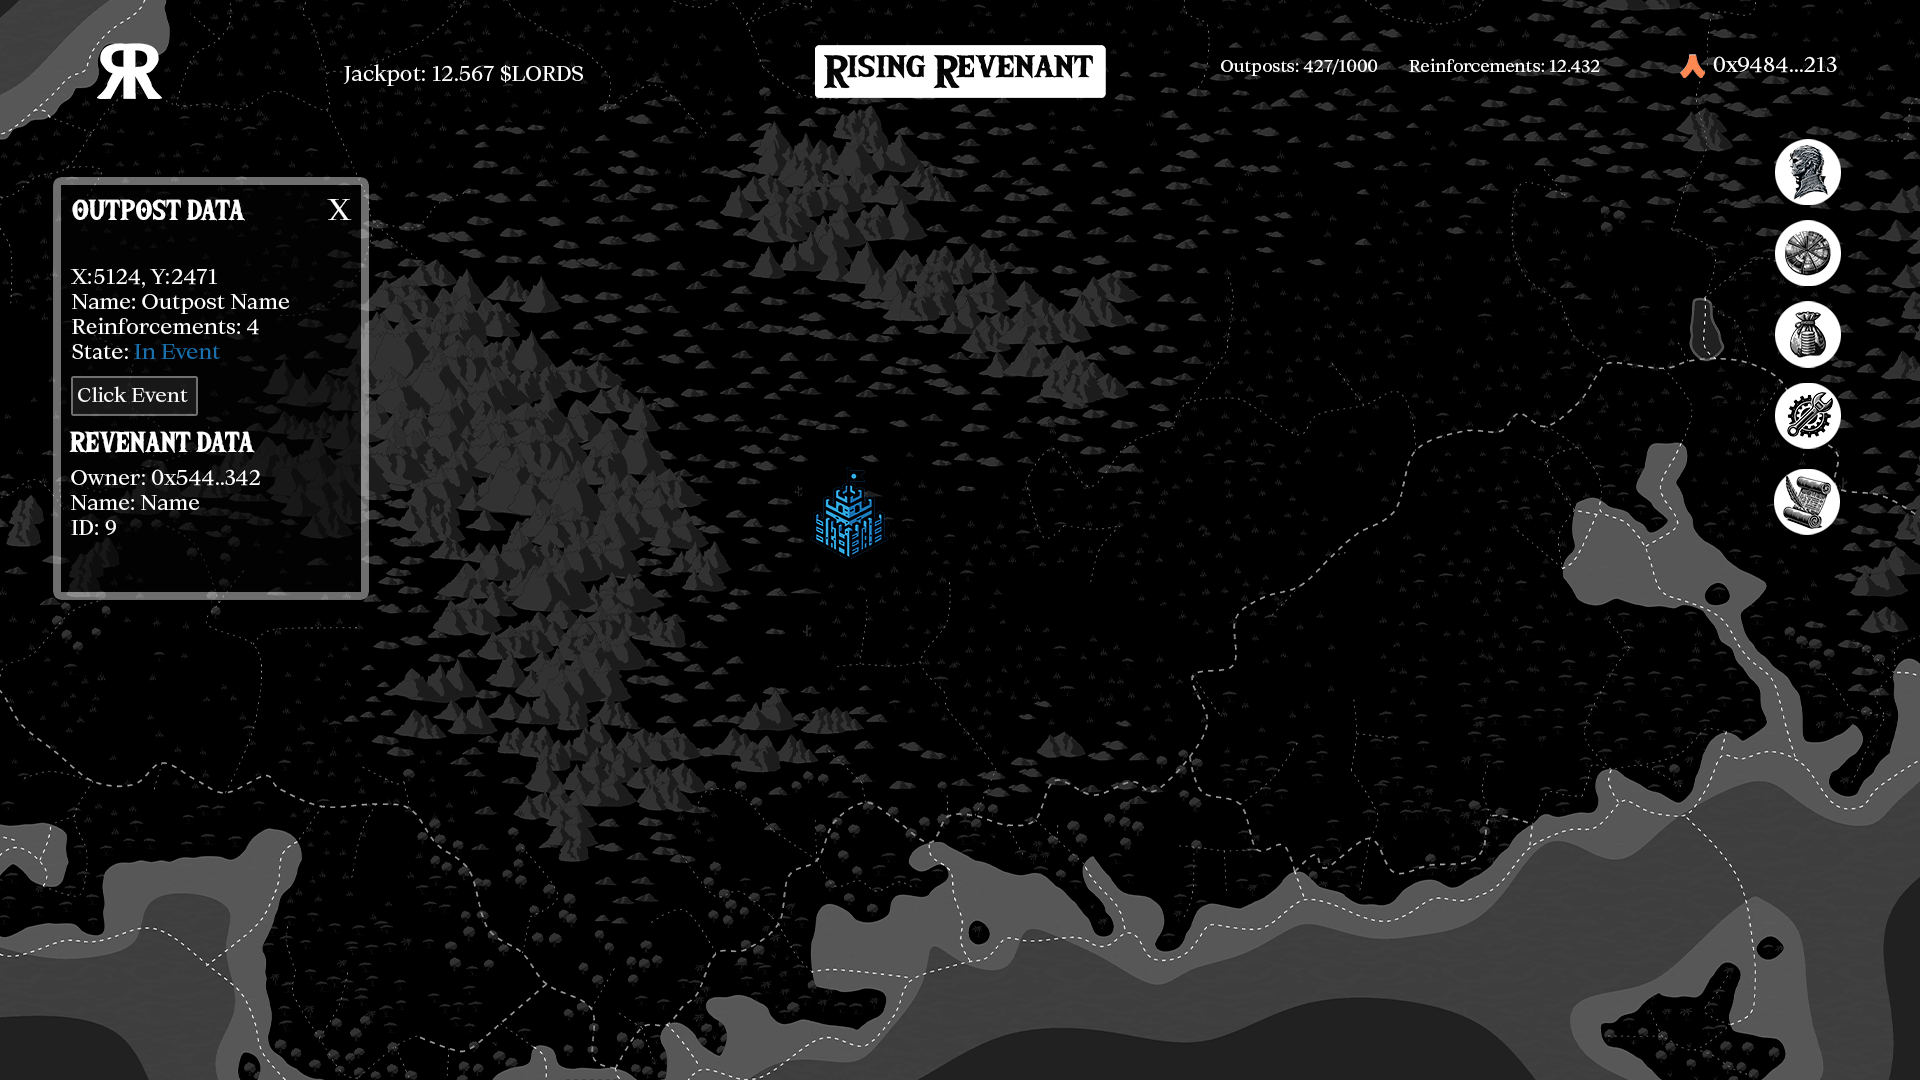 RR
Jackpot: 12.567 $LORDS
RISING REVENANT
Outposts: 427/1000
Reinforcements: 12.432
0x9484...213
OUTPOST DATA
X
X:5124, Y:2471
Name: Outpost Name
Reinforcements: 4
State: In Event
Click Event
REVENANT DATA
Owner: 0x544..342
Name: Name
ID: 9